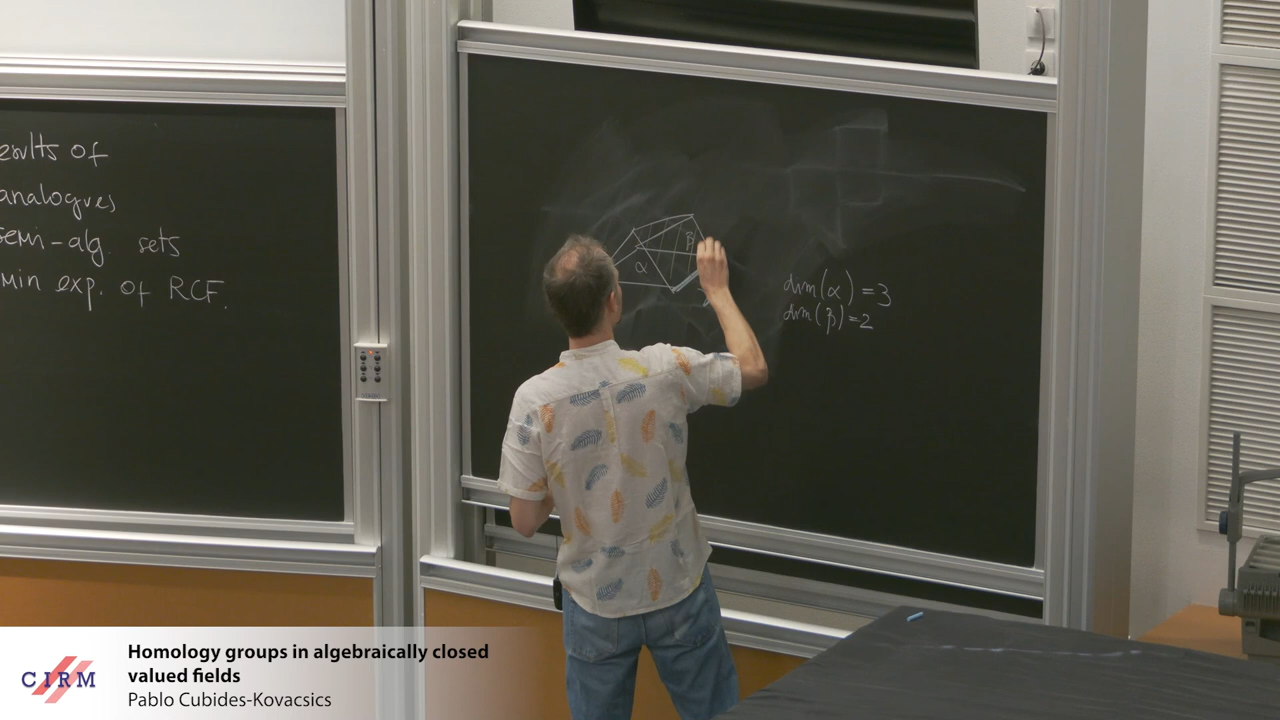 of
analogues
semi-alg. sets
min exp. of RCF.
α
β
dim(α) = 3
dim(β) = 2
CIRM
Homology groups in algebraically closed
valued fields
Pablo Cubides-Kovacsics